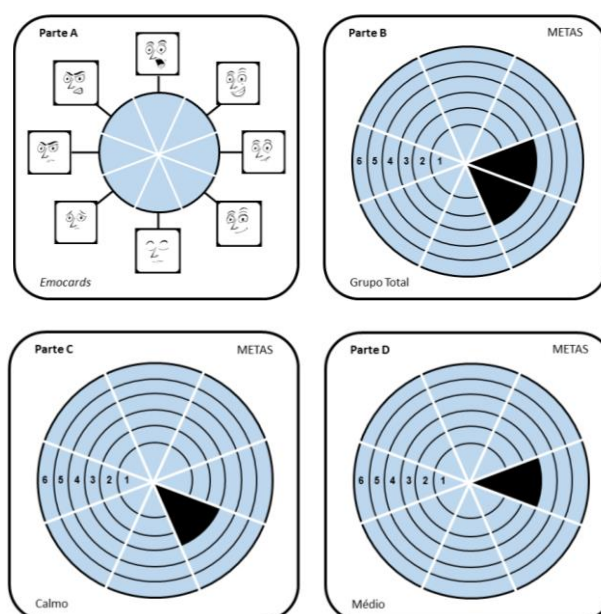 Parte A
Emocards
Parte B
METAS
6 5 4 3 2 1
Grupo Total
Parte C
METAS
6 5 4 3 2 1
Calmo
Parte D
METAS
6 5 4 3 2 1
Médio